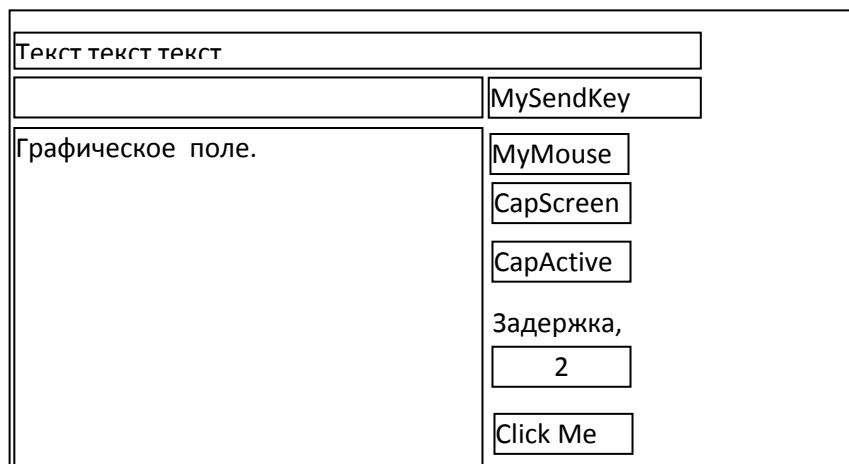 Текст текст текст
MySendKey
Графическое поле.
MyMouse
CapScreen
CapActive
Задержка,
2
Click Me